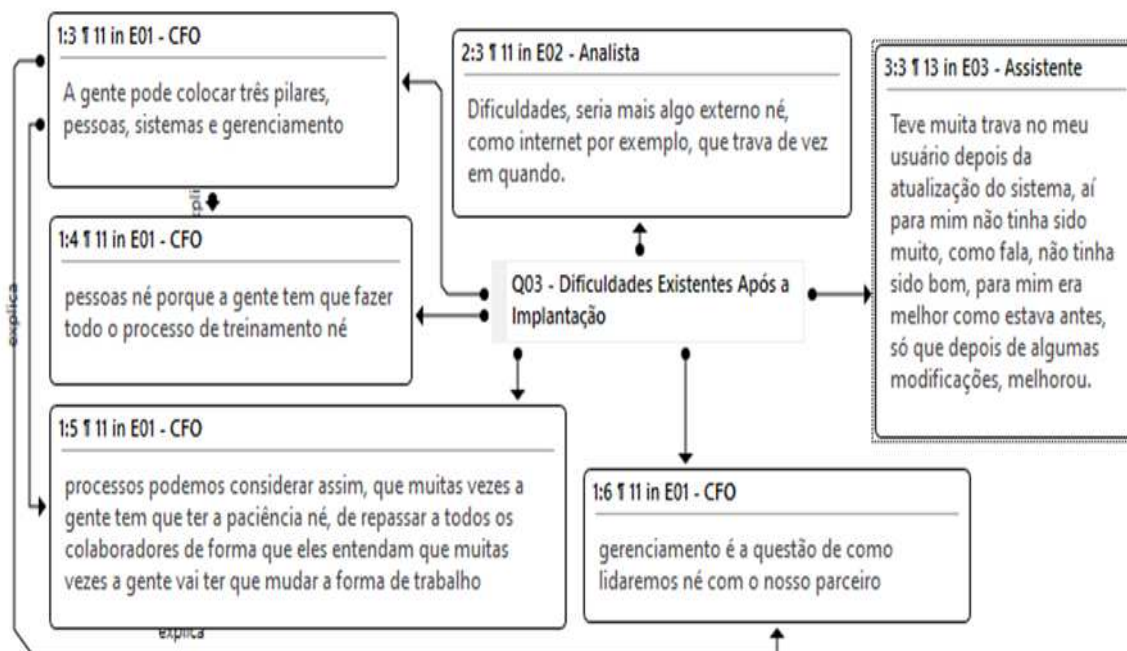 1:3 ¶ 11 in E01 - CFO
A gente pode colocar três pilares,
pessoas, sistemas e gerenciamento
2:3 ¶ 11 in E02 - Analista
Dificuldades, seria mais algo externo né,
como internet por exemplo, que trava de vez
em quando.
3:3 ¶ 13 in E03 - Assistente
Teve muita trava no meu
usuário depois da
atualização do sistema, aí
para mim não tinha sido
muito, como fala, não tinha
sido bom, para mim era
melhor como estava antes,
só que depois de algumas
modificações, melhorou.
1:4 ¶ 11 in E01 - CFO
pessoas né porque a gente tem que fazer
todo o processo de treinamento né
Q03 - Dificuldades Existentes Após a
Implantação
explica
1:5 ¶ 11 in E01 - CFO
processos podemos considerar assim, que muitas vezes a
gente tem que ter a paciência né, de repassar a todos os
colaboradores de forma que eles entendam que muitas
vezes a gente vai ter que mudar a forma de trabalho
1:6 ¶ 11 in E01 - CFO
gerenciamento é a questão de como
lidaremos né com o nosso parceiro
explica